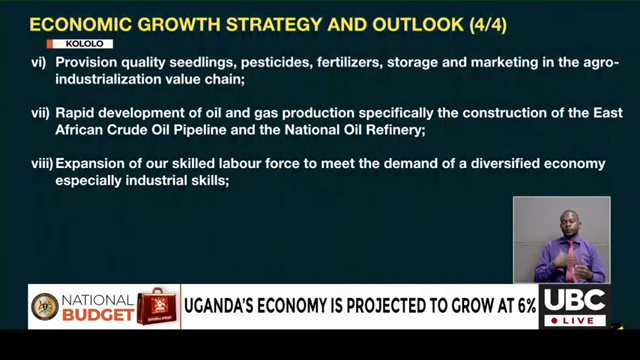 ECONOMIC GROWTH STRATEGY AND OUTLOOK (4/4)
KOLOLO
vi) Provision quality seedlings, pesticides, fertilizers, storage and marketing in the agro-
industrialization value chain;
vii) Rapid development of oil and gas production specifically the construction of the East
African Crude Oil Pipeline and the National Oil Refinery;
viii) Expansion of our skilled labour force to meet the demand of a diversified economy
especially industrial skills;
NATIONAL
BUDGET
UGANDA'S ECONOMY IS PROJECTED TO GROW AT 6%
UBC
LIVE